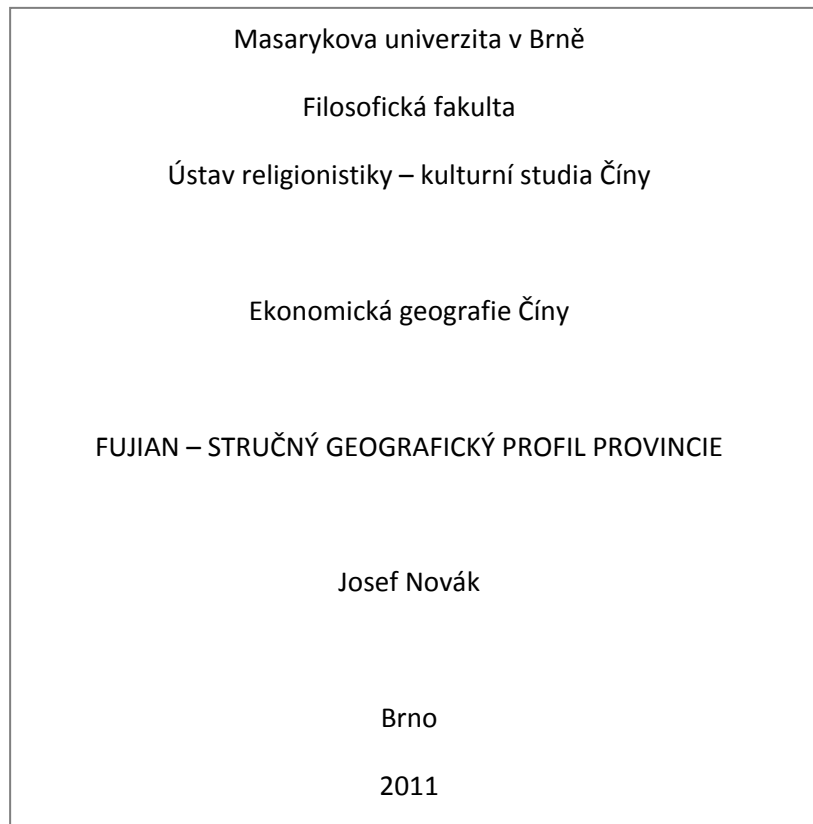 Masarykova univerzita v Brně
Filosofická fakulta
Ústav religionistiky – kulturní studia Číny
Ekonomická geografie Číny
FUJIAN – STRUČNÝ GEOGRAFICKÝ PROFIL PROVINCIE
Josef Novák
Brno
2011